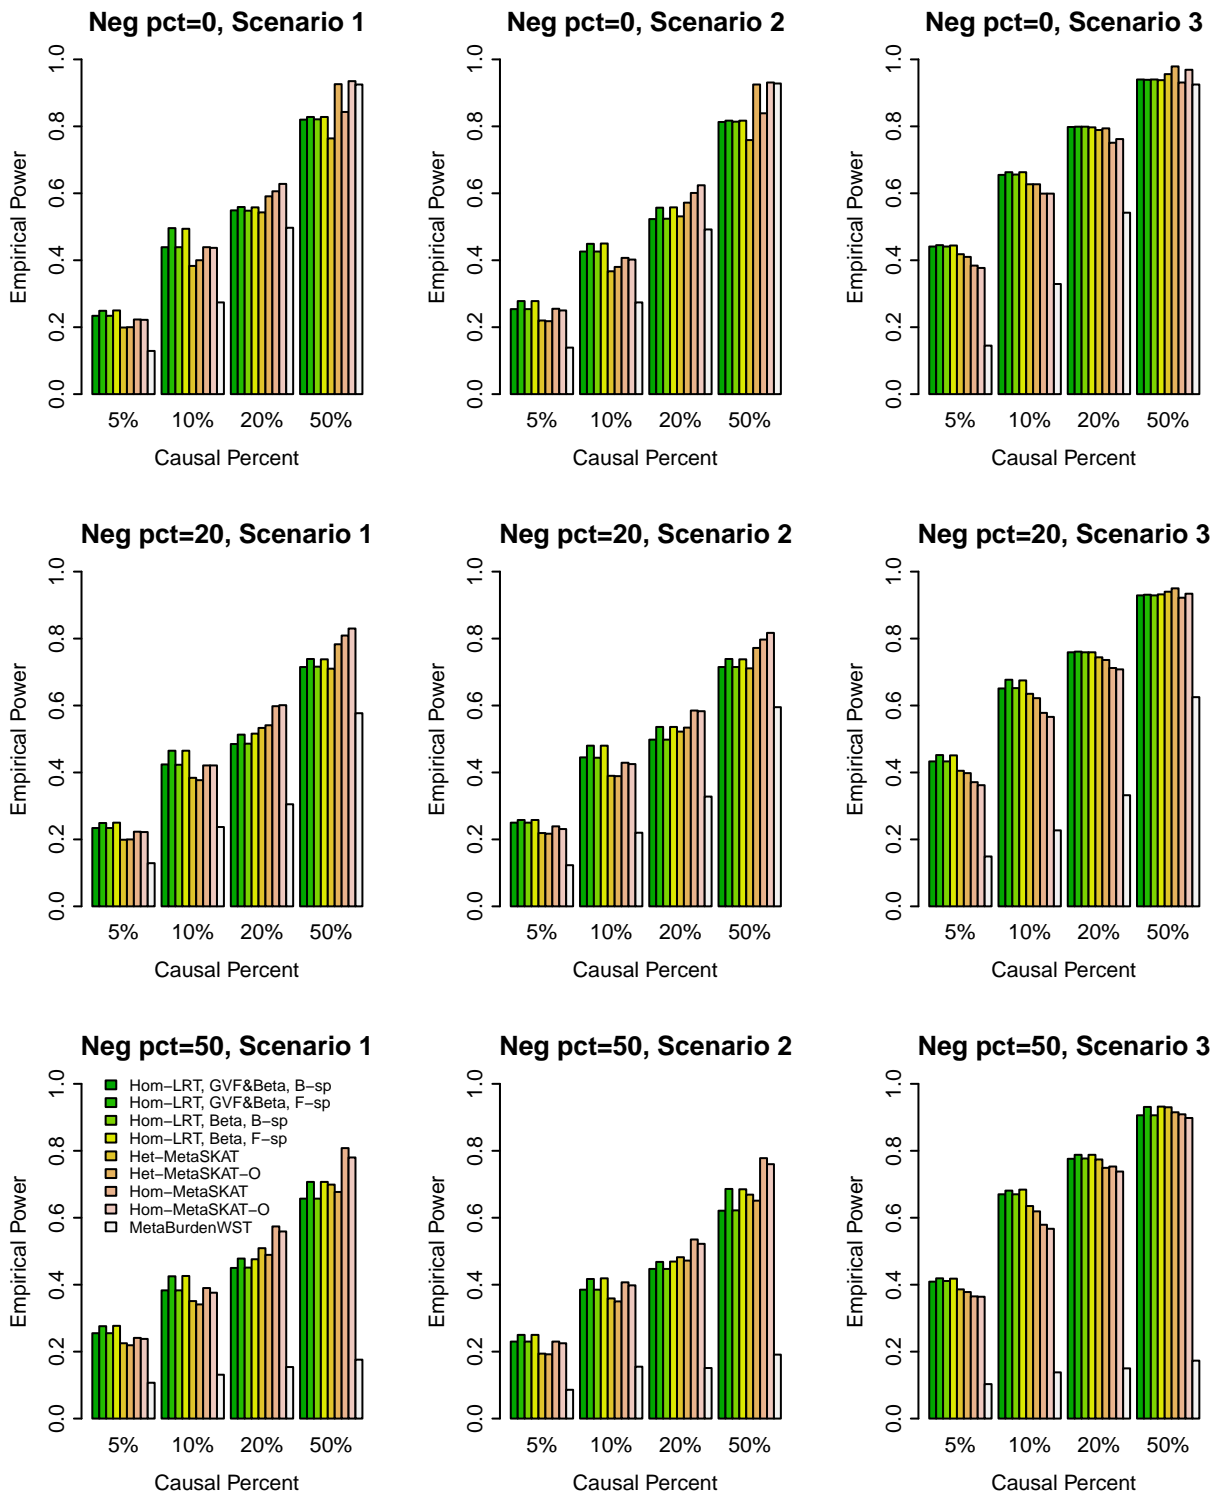 Neg pct=0, Scenario 1
Empirical Power
0.0 0.2 0.4 0.6 0.8 1.0
5% 10% 20% 50%
Causal Percent
Neg pct=0, Scenario 2
Empirical Power
0.0 0.2 0.4 0.6 0.8 1.0
5% 10% 20% 50%
Causal Percent
Neg pct=0, Scenario 3
Empirical Power
0.0 0.2 0.4 0.6 0.8 1.0
5% 10% 20% 50%
Causal Percent
Neg pct=20, Scenario 1
Empirical Power
0.0 0.2 0.4 0.6 0.8 1.0
5% 10% 20% 50%
Causal Percent
Neg pct=20, Scenario 2
Empirical Power
0.0 0.2 0.4 0.6 0.8 1.0
5% 10% 20% 50%
Causal Percent
Neg pct=20, Scenario 3
Empirical Power
0.0 0.2 0.4 0.6 0.8 1.0
5% 10% 20% 50%
Causal Percent
Neg pct=50, Scenario 1
Empirical Power
0.0 0.2 0.4 0.6 0.8 1.0
Hom−LRT, GVF&Beta, B−sp
Hom−LRT, GVF&Beta, F−sp
Hom−LRT, Beta, B−sp
Hom−LRT, Beta, F−sp
Het−MetaSKAT
Het−MetaSKAT−O
Hom−MetaSKAT
Hom−MetaSKAT−O
MetaBurdenWST
5% 10% 20% 50%
Causal Percent
Neg pct=50, Scenario 2
Empirical Power
0.0 0.2 0.4 0.6 0.8 1.0
5% 10% 20% 50%
Causal Percent
Neg pct=50, Scenario 3
Empirical Power
0.0 0.2 0.4 0.6 0.8 1.0
5% 10% 20% 50%
Causal Percent